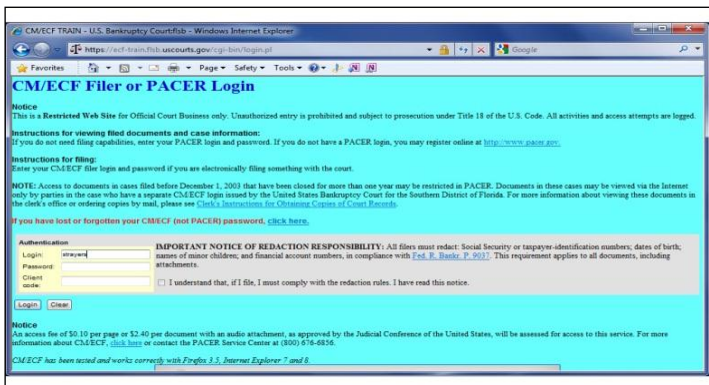 CM/ECF TRAIN - U.S. Bankruptcy Court:flsb - Windows Internet Explorer
https://ecf-train.flsb.uscourts.gov/cgi-bin/login.pl
Google
Favorites
Page Safety Tools
CM/ECF Filer or PACER Login
Notice
This is a Restricted Web Site for Official Court Business only. Unauthorized entry is prohibited and subject to prosecution under Title 18 of the U.S. Code. All activities and access attempts are logged.
Instructions for viewing filed documents and case information:
If you do not need filing capabilities, enter your PACER login and password. If you do not have a PACER login, you may register online at http://www.pacer.gov.
Instructions for filing:
Enter your CM/ECF filer login and password if you are electronically filing something with the court.
NOTE: Access to documents in cases filed before December 1, 2003 that have been closed for more than one year may be restricted in PACER. Documents in these cases may be viewed via the Internet
only by parties in the case who have a separate CM/ECF login issued by the United States Bankruptcy Court for the Southern District of Florida. For more information about viewing these documents in
the clerk's office or ordering copies by mail, please see Clerk's Instructions for Obtaining Copies of Court Records.
If you have lost or forgotten your CM/ECF (not PACER) password, click here.
Authentication
Login:
Password:
Client
code:
IMPORTANT NOTICE OF REDACTION RESPONSIBILITY: All filers must redact: Social Security or taxpayer-identification numbers; dates of birth;
names of minor children; and financial account numbers, in compliance with Fed. R. Bankr. P. 9037. This requirement applies to all documents, including
attachments.
I understand that, if I file, I must comply with the redaction rules. I have read this notice.
Login Clear
Notice
An access fee of $0.10 per page or $2.40 per document with an audio attachment, as approved by the Judicial Conference of the United States, will be assessed for access to this service. For more
information about CM/ECF, click here or contact the PACER Service Center at (800) 676-6856.
CM/ECF has been tested and works correctly with Firefox 3.5, Internet Explorer 7 and 8.